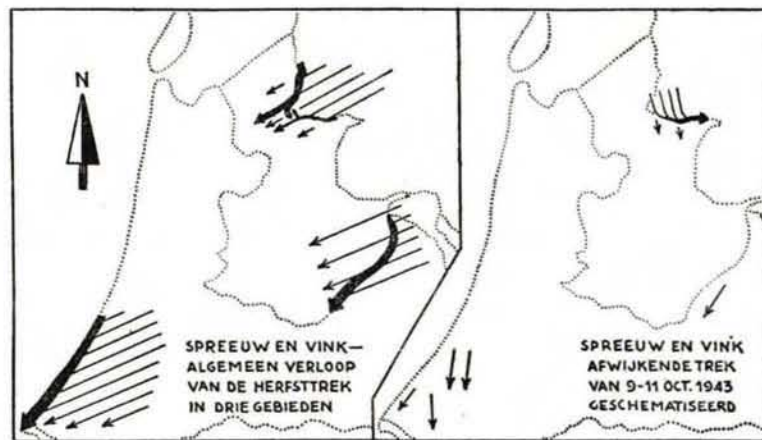 N
SPREEUW EN VINK—
ALGEMEEN VERLOOP
VAN DE HERFSTTREK
IN DRIE GEBIEDEN
SPREEUW EN VINK
AFWIJKENDE TREK
VAN 9-11 OCT. 1943
GESCHEMATISEERD